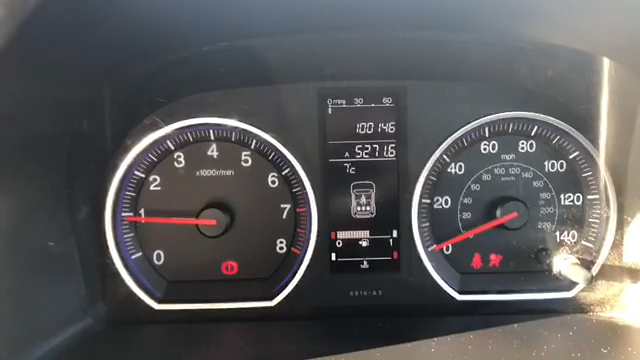 0 mpg 30 60
100146
A 5271.6
7°C
0 1
6616-A3
0 1 2 3 4 5 6 7 8
x1000r/min
0 20 40 60 80 100 120 140
mph
20 40 60 80 100 120 140 160 180 200 220
km/h